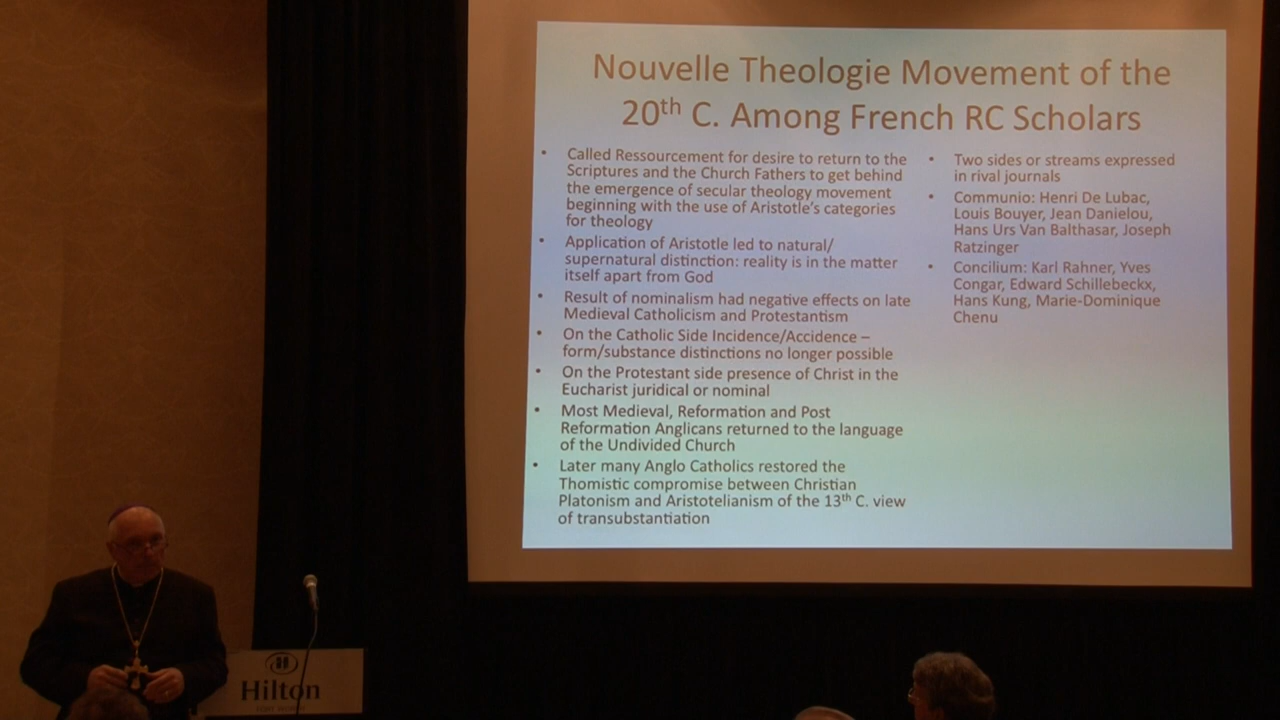 Nouvelle Theologie Movement of the
20th C. Among French RC Scholars
• Called Ressourcement for desire to return to the
Scriptures and the Church Fathers to get behind
the emergence of secular theology movement
beginning with the use of Aristotle's categories
for theology
• Application of Aristotle led to natural/
supernatural distinction: reality is in the matter
itself apart from God
• Result of nominalism had negative effects on late
Medieval Catholicism and Protestantism
• On the Catholic Side Incidence/Accidence –
form/substance distinctions no longer possible
• On the Protestant side presence of Christ in the
Eucharist juridical or nominal
• Most Medieval, Reformation and Post
Reformation Anglicans returned to the language
of the Undivided Church
• Later many Anglo Catholics restored the
Thomistic compromise between Christian
Platonism and Aristotelianism of the 13th C. view
of transubstantiation
• Two sides or streams expressed
in rival journals
• Communio: Henri De Lubac,
Louis Bouyer, Jean Danielou,
Hans Urs Van Balthasar, Joseph
Ratzinger
• Concilium: Karl Rahner, Yves
Congar, Edward Schillebeckx,
Hans Kung, Marie-Dominique
Chenu
H
Hilton
FORT WORTH